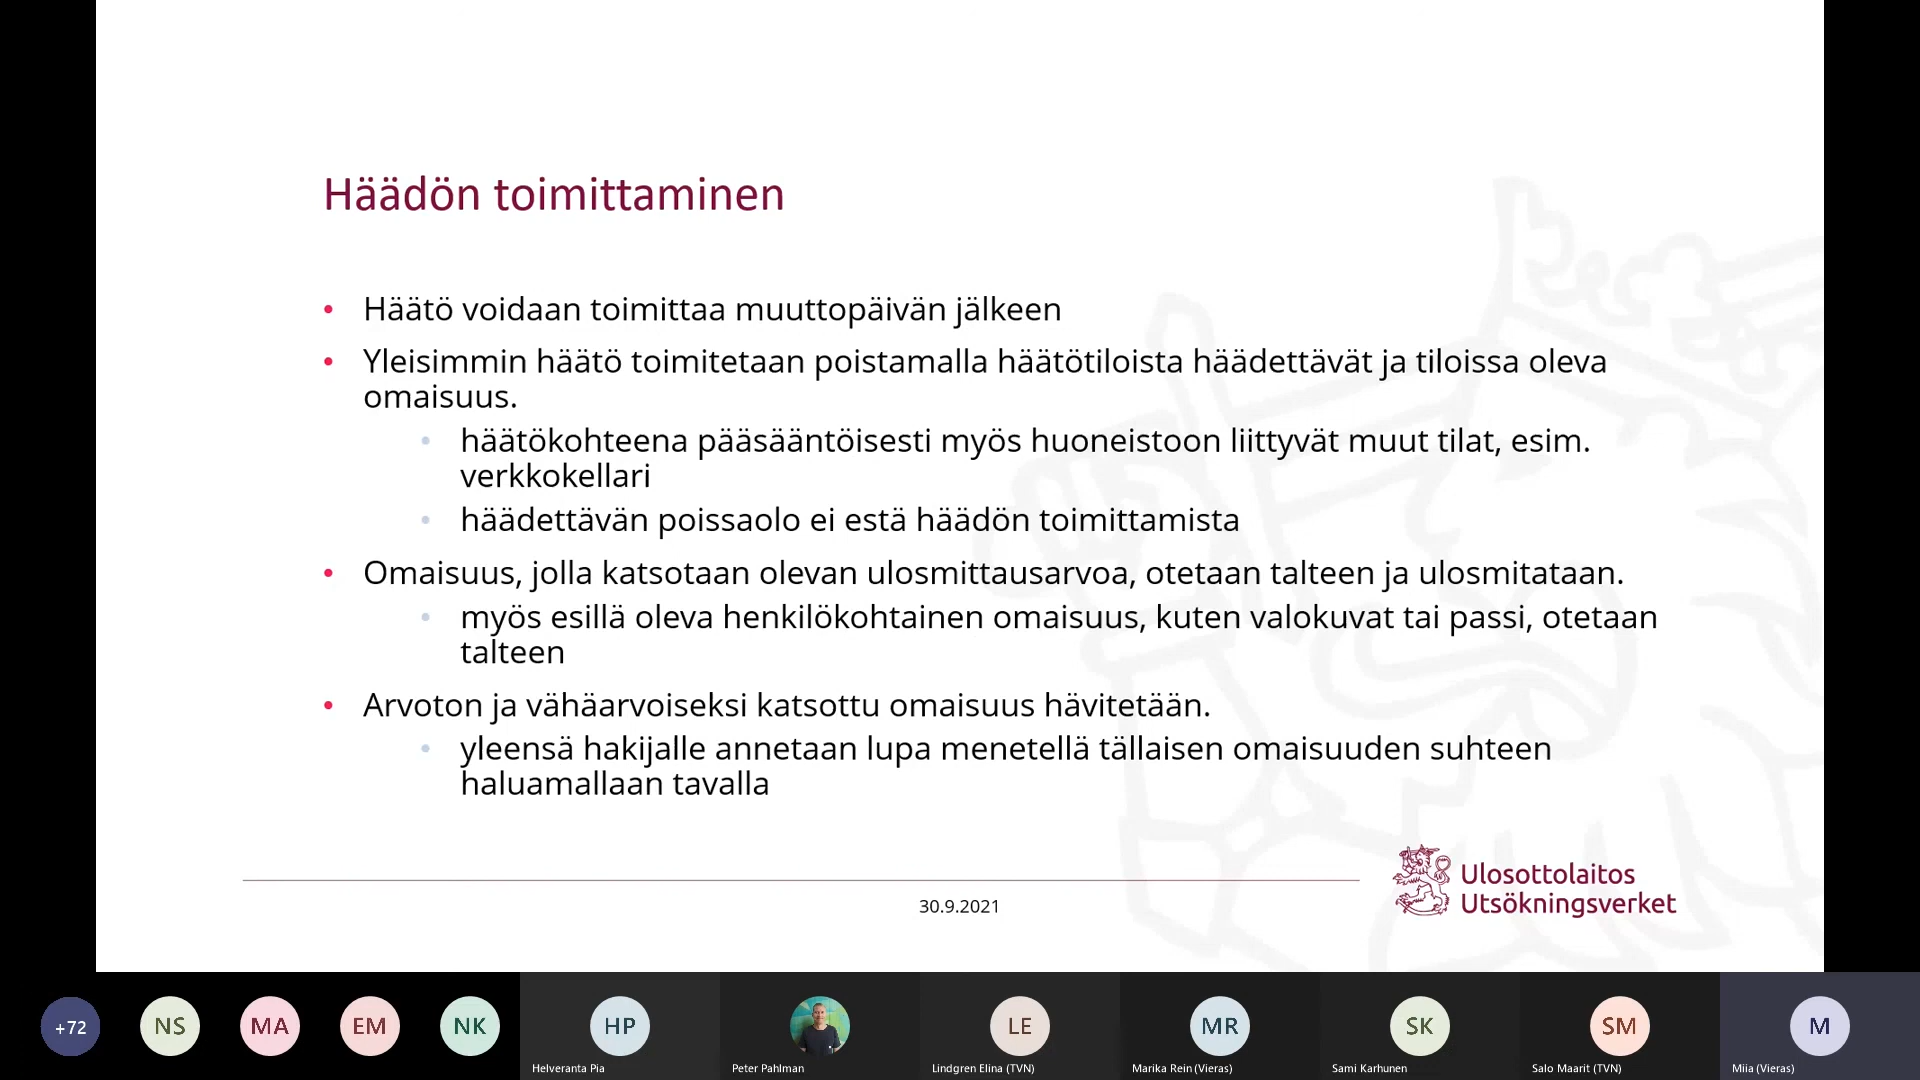 Häädön toimittaminen
• Häätö voidaan toimittaa muuttopäivän jälkeen
• Yleisimmin häätö toimitetaan poistamalla häätötiloista häädettävät ja tiloissa oleva
omaisuus.
• häätökohteena pääsääntöisesti myös huoneistoon liittyvät muut tilat, esim.
verkkokellari
• häädettävän poissaolo ei estä häädön toimittamista
• Omaisuus, jolla katsotaan olevan ulosmittausarvoa, otetaan talteen ja ulosmitataan.
• myös esillä oleva henkilökohtainen omaisuus, kuten valokuvat tai passi, otetaan
talteen
• Arvoton ja vähäarvoiseksi katsottu omaisuus hävitetään.
• yleensä hakijalle annetaan lupa menetellä tällaisen omaisuuden suhteen
haluamallaan tavalla
30.9.2021
Ulosottolaitos
Utsökningsverket
+72
NS
MA
EM
NK
HP
Helveranta Pia
Peter Pahlman
LE
Lindgren Elina (TVN)
MR
Marika Rein (Vieras)
SK
Sami Karhunen
SM
Salo Maarit (TVN)
M
Miia (Vieras)